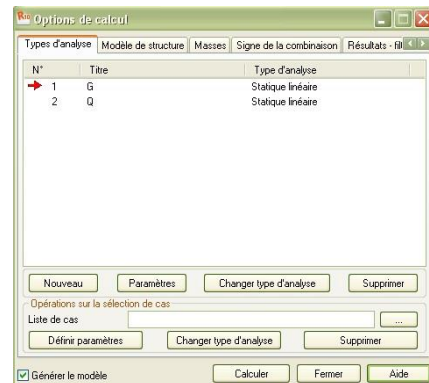 Options de calcul
Types d'analyse Modèle de structure Masses Signe de la combinaison Résultats - filt
N° Titre Type d'analyse
1 G Statique linéaire
2 Q Statique linéaire
Nouveau Paramètres Changer type d'analyse Supprimer
Opérations sur la sélection de cas
Liste de cas ...
Définir paramètres Changer type d'analyse Supprimer
Générer le modèle Calculer Fermer Aide